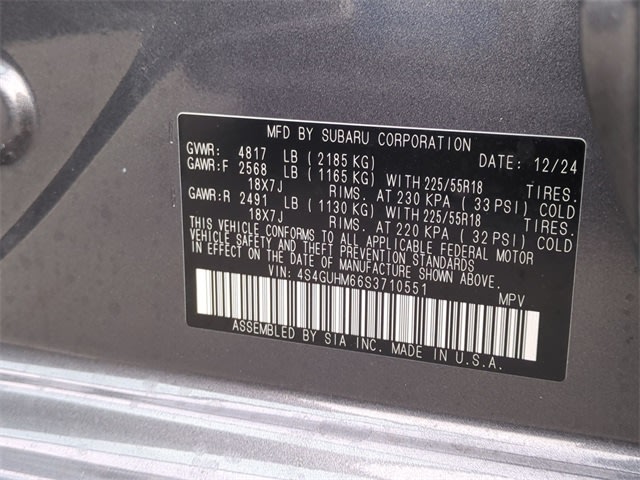 MFD BY SUBARU CORPORATION
GVWR: 4817 LB (2185 KG) DATE: 12/24
GAWR:F 2568 LB (1165 KG) WITH 225/55R18 TIRES.
18X7J RIMS. AT 230 KPA (33 PSI) COLD
GAWR:R 2491 LB (1130 KG) WITH 225/55R18 TIRES.
18X7J RIMS. AT 220 KPA (32 PSI) COLD
THIS VEHICLE CONFORMS TO ALL APPLICABLE FEDERAL MOTOR
VEHICLE SAFETY AND THEFT PREVENTION STANDARDS
IN EFFECT ON THE DATE OF MANUFACTURE SHOWN ABOVE.
VIN: 4S4GUHM66S3710551 MPV
ASSEMBLED BY SIA INC. MADE IN U.S.A.